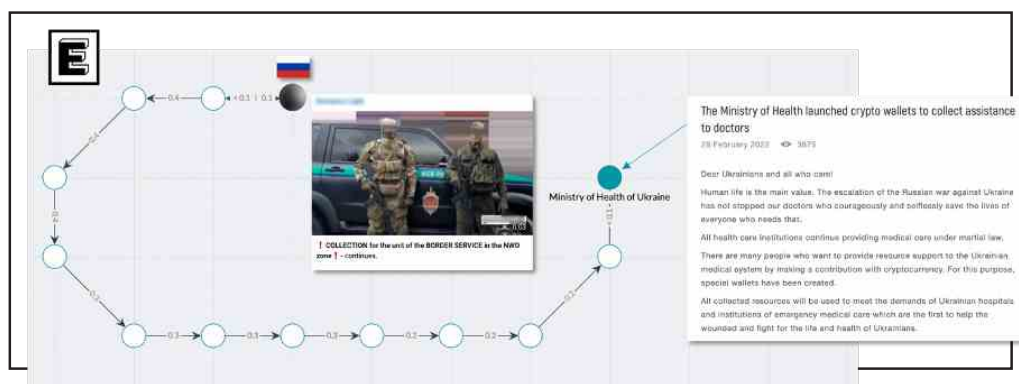 E
0.4
0.1
0.1
0.4
0.4
0.3
0.3
0.3
0.3
0.2
0.2
0.2
0.1
! COLLECTION for the unit of the BORDER SERVICE in the NWO
zone ! - continues.
Ministry of Health of Ukraine
The Ministry of Health launched crypto wallets to collect assistance
to doctors
28 February 2022 3675
Dear Ukrainians and all who care!
Human life is the main value. The escalation of the Russian war against Ukraine
has not stopped our doctors who courageously and selflessly save the lives of
everyone who needs that.
All health care institutions continue providing medical care under martial law.
There are many people who want to provide resource support to the Ukrainian
medical system by making a contribution with cryptocurrency. For this purpose,
special wallets have been created.
All collected resources will be used to meet the demands of Ukrainian hospitals
and institutions of emergency medical care which are the first to help the
wounded and fight for the life and health of Ukrainians.